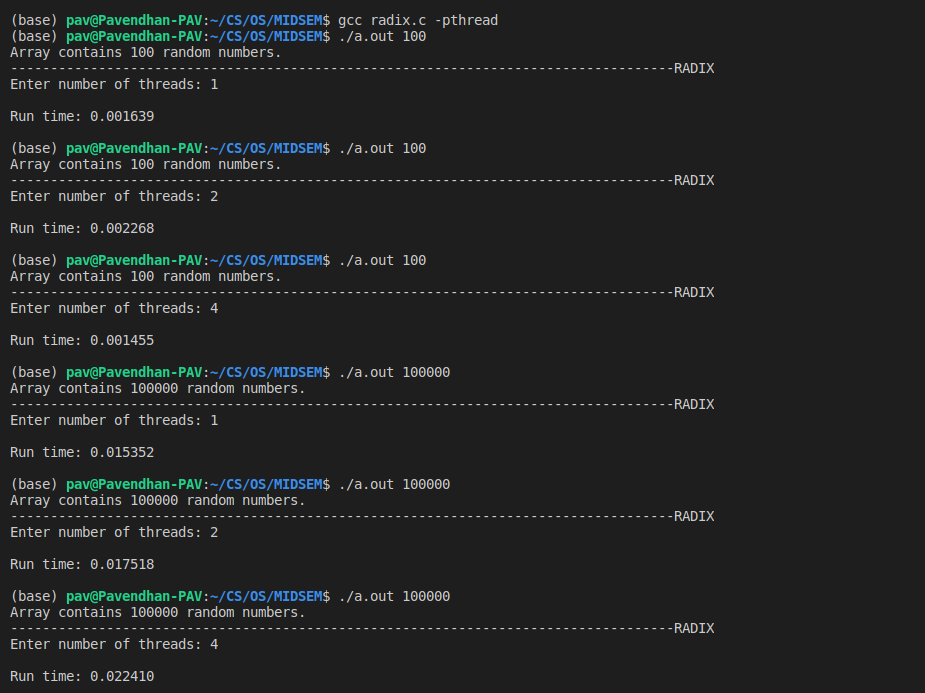 (base) pav@Pavendhan-PAV:~/CS/OS/MIDSEM$ gcc radix.c -pthread
(base) pav@Pavendhan-PAV:~/CS/OS/MIDSEM$ ./a.out 100
Array contains 100 random numbers.
-----------------------------------------------------------------------------------RADIX
Enter number of threads: 1
Run time: 0.001639
(base) pav@Pavendhan-PAV:~/CS/OS/MIDSEM$ ./a.out 100
Array contains 100 random numbers.
-----------------------------------------------------------------------------------RADIX
Enter number of threads: 2
Run time: 0.002268
(base) pav@Pavendhan-PAV:~/CS/OS/MIDSEM$ ./a.out 100
Array contains 100 random numbers.
-----------------------------------------------------------------------------------RADIX
Enter number of threads: 4
Run time: 0.001455
(base) pav@Pavendhan-PAV:~/CS/OS/MIDSEM$ ./a.out 100000
Array contains 100000 random numbers.
-----------------------------------------------------------------------------------RADIX
Enter number of threads: 1
Run time: 0.015352
(base) pav@Pavendhan-PAV:~/CS/OS/MIDSEM$ ./a.out 100000
Array contains 100000 random numbers.
-----------------------------------------------------------------------------------RADIX
Enter number of threads: 2
Run time: 0.017518
(base) pav@Pavendhan-PAV:~/CS/OS/MIDSEM$ ./a.out 100000
Array contains 100000 random numbers.
-----------------------------------------------------------------------------------RADIX
Enter number of threads: 4
Run time: 0.022410